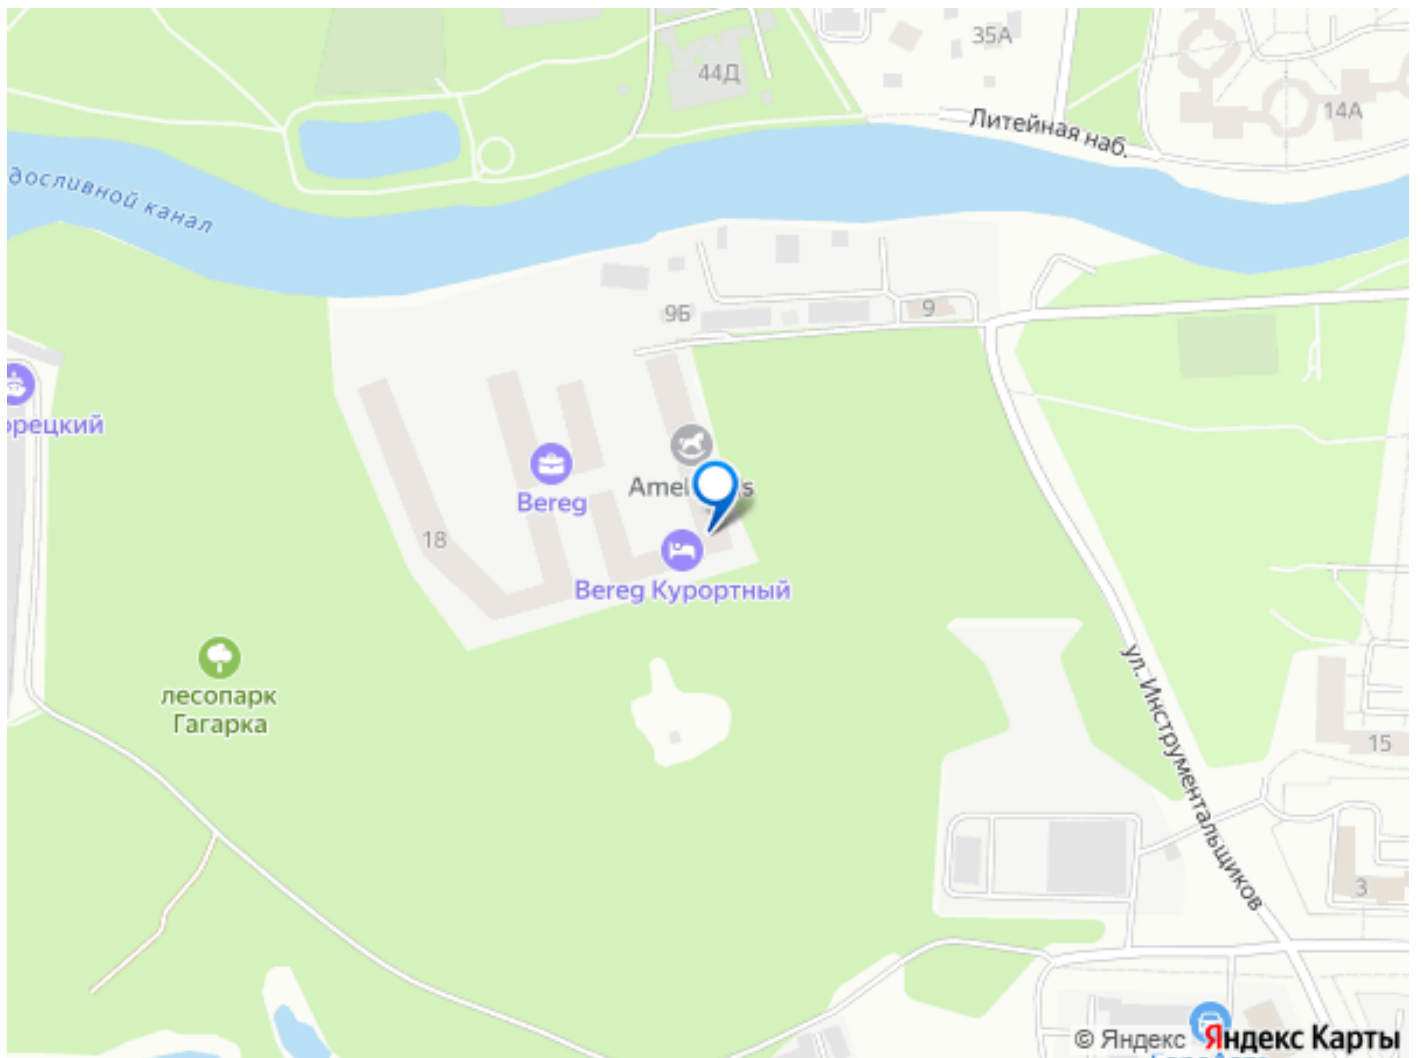 35А
44Д
14А
Литейная наб.
досливной канал
9Б
9
орецкий
Bereg
18
Bereg Курортный
лесопарк
Гагарка
ул. Инструментальщиков
15
3
© Яндекс Яндекс Карты